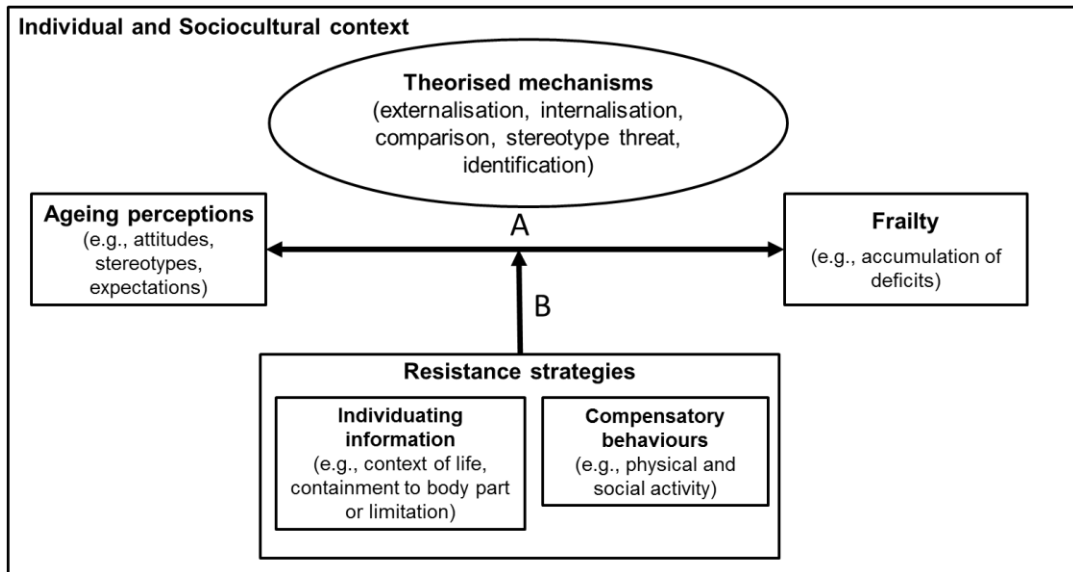 Individual and Sociocultural context
Theorised mechanisms
(externalisation, internalisation,
comparison, stereotype threat,
identification)
Ageing perceptions
(e.g., attitudes,
stereotypes,
expectations)
A
Frailty
(e.g., accumulation of
deficits)
B
Resistance strategies
Individuating
information
(e.g., context of life,
containment to body part
or limitation)
Compensatory
behaviours
(e.g., physical and
social activity)